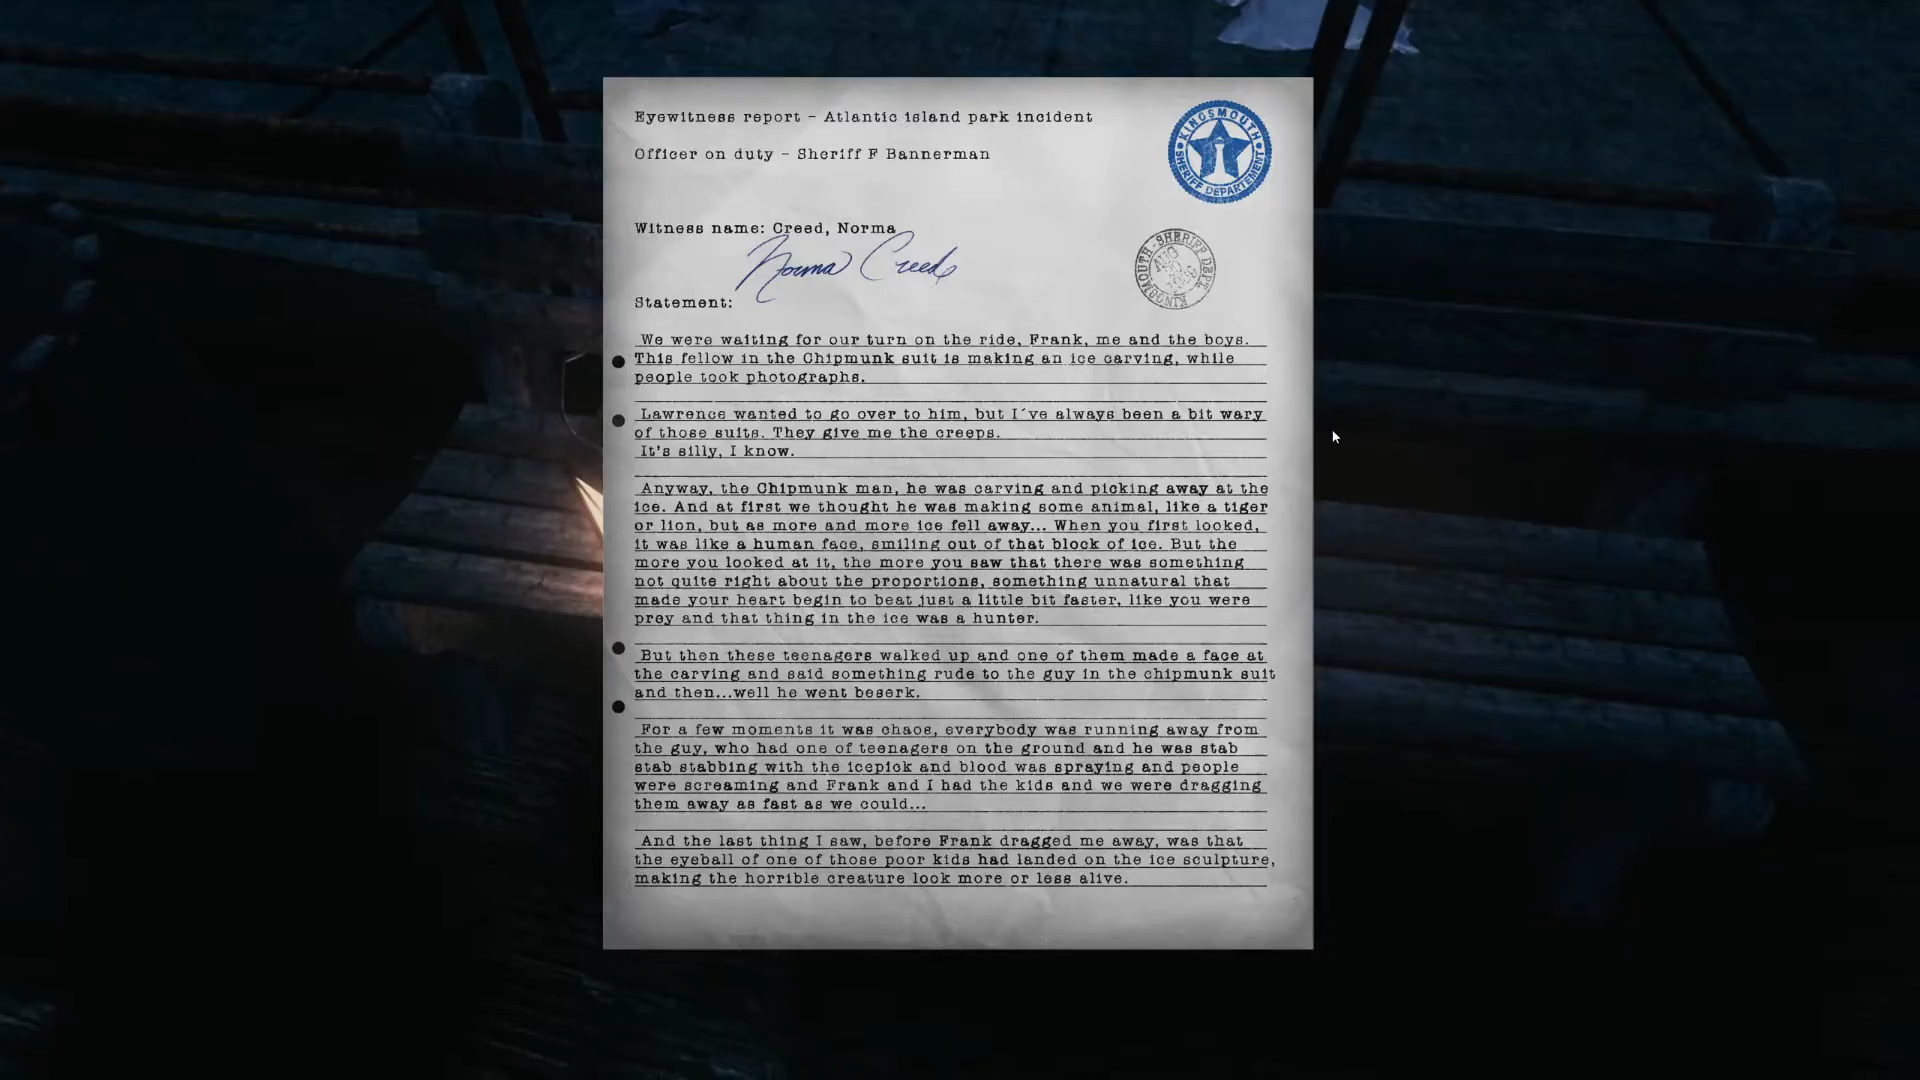 Eyewitness report - Atlantic island park incident
Officer on duty - Sheriff F Bannerman
KINGSMOUTH
SHERIFF DEPARTEMENT
Witness name: Creed, Norma
Norma Creed
KINGSMOUTH - SHERIFF DEPT.
AUG
Statement:
We were waiting for our turn on the ride, Frank, me and the boys.
This fellow in the Chipmunk suit is making an ice carving, while
people took photographs.
Lawrence wanted to go over to him, but I´ve always been a bit wary
of those suits. They give me the creeps.
It's silly, I know.
Anyway, the Chipmunk man, he was carving and picking away at the
ice. And at first we thought he was making some animal, like a tiger
or lion, but as more and more ice fell away... When you first looked,
it was like a human face, smiling out of that block of ice. But the
more you looked at it, the more you saw that there was something
not quite right about the proportions, something unnatural that
made your heart begin to beat just a little bit faster, like you were
prey and that thing in the ice was a hunter.
But then these teenagers walked up and one of them made a face at
the carving and said something rude to the guy in the chipmunk suit
and then...well he went beserk.
For a few moments it was chaos, everybody was running away from
the guy, who had one of teenagers on the ground and he was stab
stab stabbing with the icepick and blood was spraying and people
were screaming and Frank and I had the kids and we were dragging
them away as fast as we could...
And the last thing I saw, before Frank dragged me away, was that
the eyeball of one of those poor kids had landed on the ice sculpture,
making the horrible creature look more or less alive.